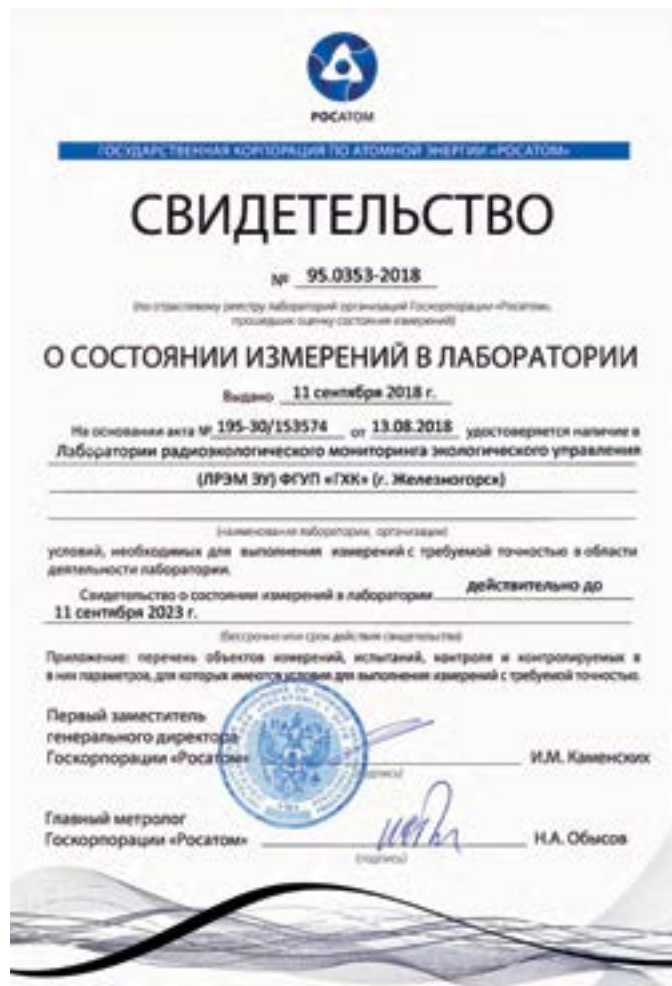 РОСАТОМ
ГОСУДАРСТВЕННАЯ КОРПОРАЦИЯ ПО АТОМНОЙ ЭНЕРГИИ «РОСАТОМ»
СВИДЕТЕЛЬСТВО
№ 95.0353-2018
(по отраслевому реестру лабораторий организаций Госкорпорации «Росатом»,
прошедших оценку состояния измерений)
О СОСТОЯНИИ ИЗМЕРЕНИЙ В ЛАБОРАТОРИИ
Выдано 11 сентября 2018 г.
На основании акта № 195-30/153574 от 13.08.2018 удостоверяется наличие в
Лаборатории радиоэкологического мониторинга экологического управления
(ЛРЭМ ЭУ) ФГУП «ГХК» (г. Железногорск)
(наименование лаборатории, организации)
условий, необходимых для выполнения измерений с требуемой точностью в области
деятельности лаборатории.
Свидетельство о состоянии измерений в лаборатории действительно до
11 сентября 2023 г.
(бессрочно или срок действия свидетельства)
Приложение: перечень объектов измерений, испытаний, контроля и контролируемых в
в них параметров, для которых имеются условия для выполнения измерений с требуемой точностью.
Первый заместитель
генерального директора
Госкорпорации «Росатом» И.М. Каменских
(подпись)
Главный метролог
Госкорпорации «Росатом» Н.А. Обысов
(подпись)